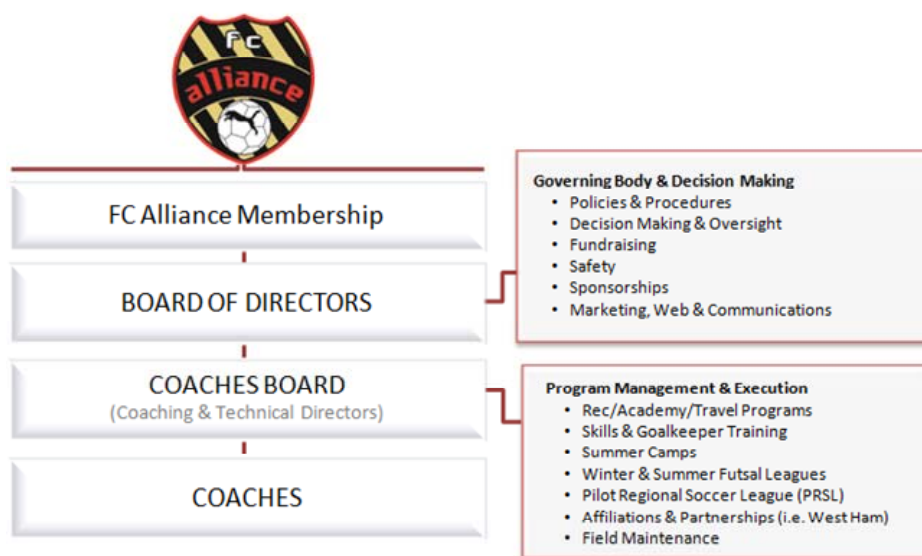 fc
alliance
FC Alliance Membership
BOARD OF DIRECTORS
COACHES BOARD
(Coaching & Technical Directors)
COACHES
Governing Body & Decision Making
• Policies & Procedures
• Decision Making & Oversight
• Fundraising
• Safety
• Sponsorships
• Marketing, Web & Communications
Program Management & Execution
• Rec/Academy/Travel Programs
• Skills & Goalkeeper Training
• Summer Camps
• Winter & Summer Futsal Leagues
• Pilot Regional Soccer League (PRSL)
• Affiliations & Partnerships (i.e. West Ham)
• Field Maintenance